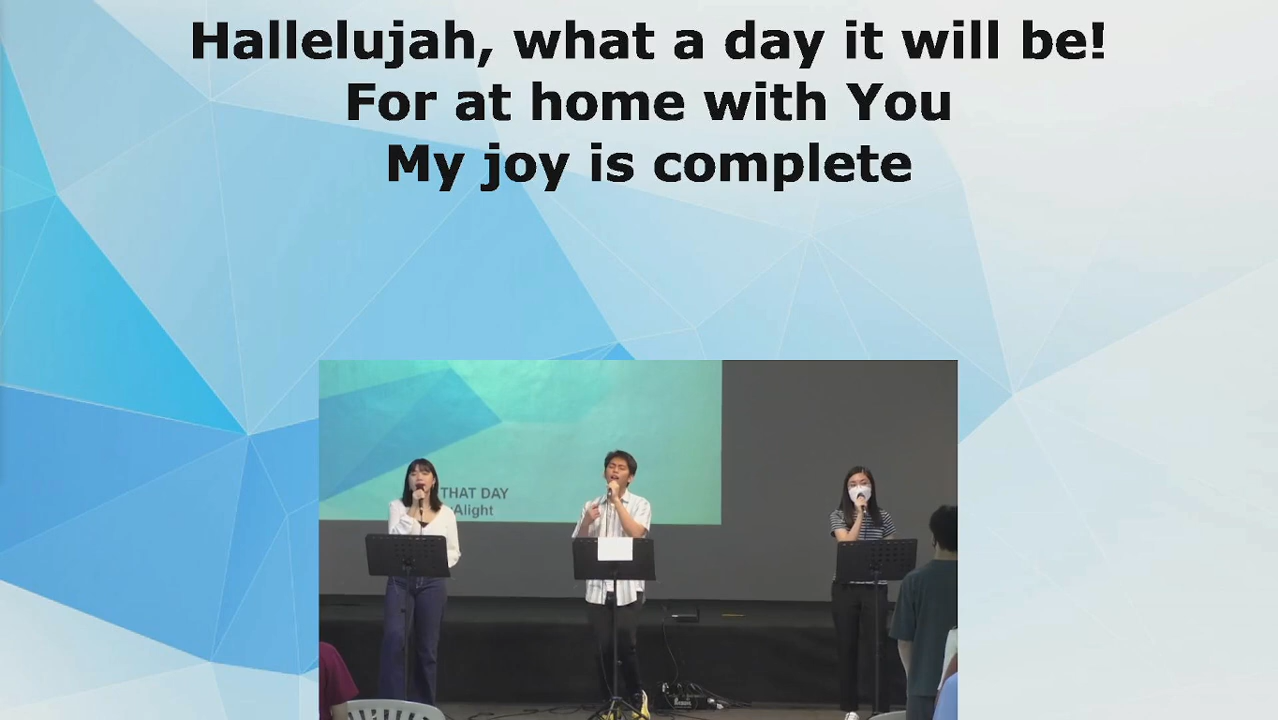 Hallelujah, what a day it will be!
For at home with You
My joy is complete
THAT DAY
Alight